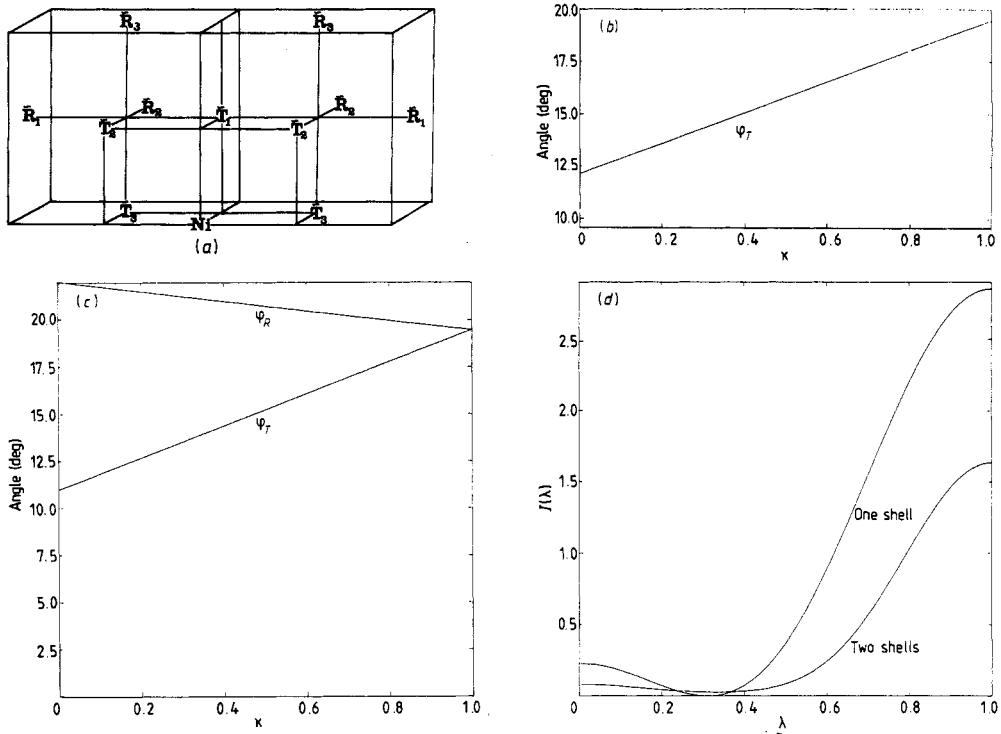 R̄₃ R̄₃
R̄₁ R̄₂ T̄₁ R̄₂ R̄₁
T̄₂ T̄₂
T₃ Ni T̄₃
(a)
(b)
20.0
17.5
15.0
12.5
10.0
Angle (deg)
φT
0 0.2 0.4 0.6 0.8 1.0
κ
(c)
20.0
17.5
15.0
12.5
10.0
7.5
5.0
2.5
Angle (deg)
φR
φT
0 0.2 0.4 0.6 0.8 1.0
κ
(d)
2.5
2.0
1.5
1.0
0.5
J(λ)
One shell
Two shells
0 0.2 0.4 0.6 0.8 1.0
λ